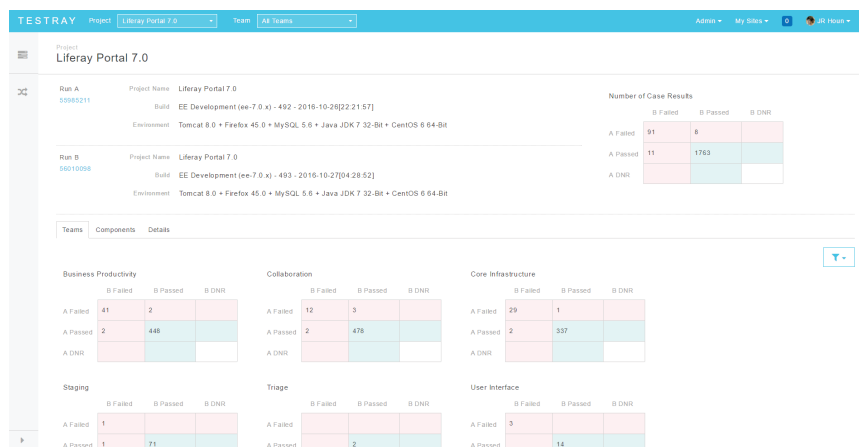 TESTRAY Project Liferay Portal 7.0 Team All Teams Admin My Sites 0 JR Houn
Project
Liferay Portal 7.0
Run A
55985211
Project Name Liferay Portal 7.0
Build EE Development (ee-7.0.x) - 492 - 2016-10-26[22:21:57]
Environment Tomcat 8.0 + Firefox 45.0 + MySQL 5.6 + Java JDK 7 32-Bit + CentOS 6 64-Bit
Run B
56010098
Project Name Liferay Portal 7.0
Build EE Development (ee-7.0.x) - 493 - 2016-10-27[04:28:52]
Environment Tomcat 8.0 + Firefox 45.0 + MySQL 5.6 + Java JDK 7 32-Bit + CentOS 6 64-Bit
Number of Case Results
B Failed B Passed B DNR
A Failed 91 8
A Passed 11 1763
A DNR
Teams Components Details
Business Productivity
B Failed B Passed B DNR
A Failed 41 2
A Passed 2 448
A DNR
Collaboration
B Failed B Passed B DNR
A Failed 12 3
A Passed 2 478
A DNR
Core Infrastructure
B Failed B Passed B DNR
A Failed 29 1
A Passed 2 337
A DNR
Staging
B Failed B Passed B DNR
A Failed 1
A Passed 1 71
Triage
B Failed B Passed B DNR
A Failed
A Passed 2
User Interface
B Failed B Passed B DNR
A Failed 3
A Passed 14